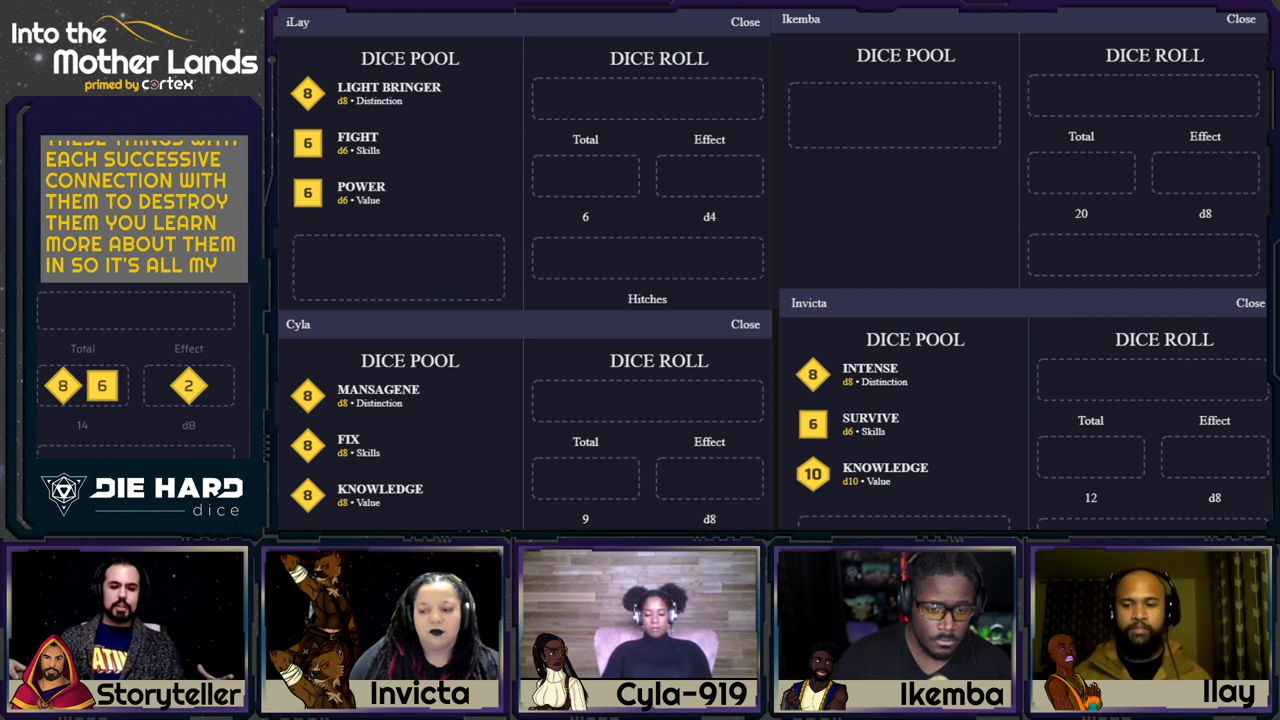 Into the
Mother Lands
primed by cortex
THESE THINGS WITH
EACH SUCCESSIVE
CONNECTION WITH
THEM TO DESTROY
THEM YOU LEARN
MORE ABOUT THEM
IN SO IT'S ALL MY
Total
Effect
8
6
2
14
d8
DIE HARD
dice
iLay
Close
DICE POOL
8
LIGHT BRINGER
d8 • Distinction
6
FIGHT
d6 • Skills
6
POWER
d6 • Value
DICE ROLL
Total
Effect
6
d4
Hitches
Ikemba
Close
DICE POOL
DICE ROLL
Total
Effect
20
d8
Cyla
Close
DICE POOL
8
MANSAGENE
d8 • Distinction
8
FIX
d8 • Skills
8
KNOWLEDGE
d8 • Value
DICE ROLL
Total
Effect
9
d8
Invicta
Close
DICE POOL
8
INTENSE
d8 • Distinction
6
SURVIVE
d6 • Skills
10
KNOWLEDGE
d10 • Value
DICE ROLL
Total
Effect
12
d8
Storyteller
Invicta
Cyla-919
Ikemba
Ilay